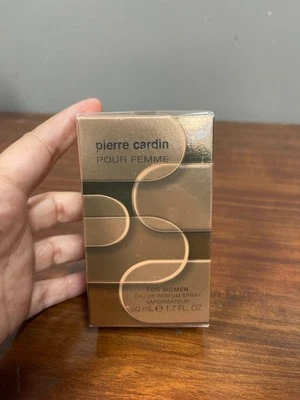 pierre cardin
POUR FEMME
FOR WOMEN
EAU DE PARFUM SPRAY
VAPORISATEUR
50 mL ℮ 1.7 FL. OZ